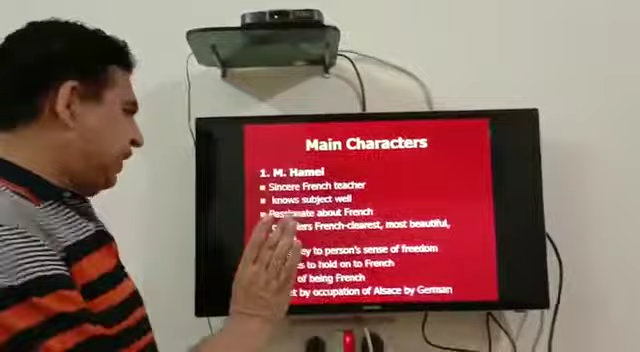 Main Characters
1. M. Hamel
Sincere French teacher
knows subject well
Passionate about French
French-clearest, most beautiful,
to person's sense of freedom
to hold on to French
of being French
by occupation of Alsace by German